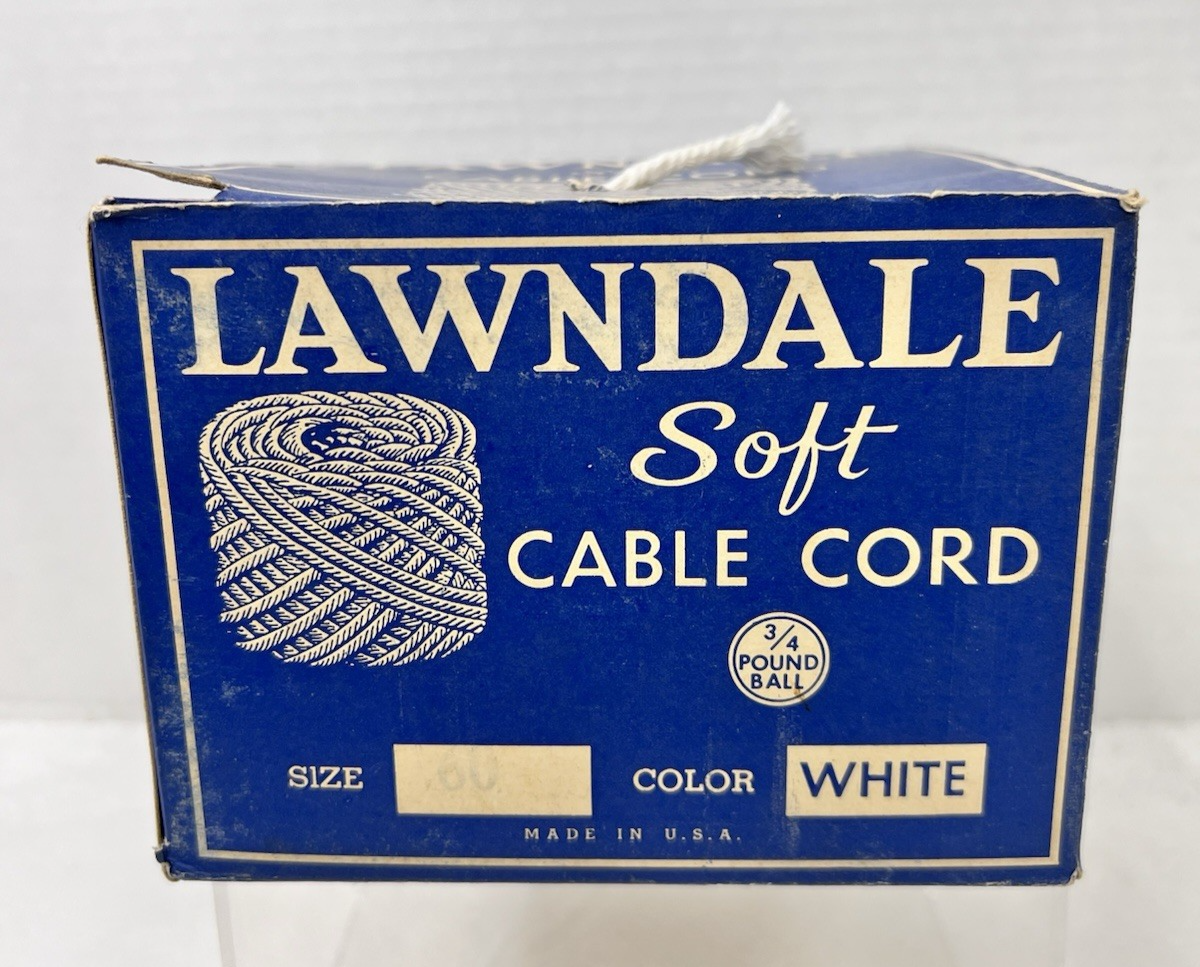 LAWNDALE
Soft
CABLE CORD
3/4
POUND
BALL
SIZE
COLOR WHITE
MADE IN U.S.A.